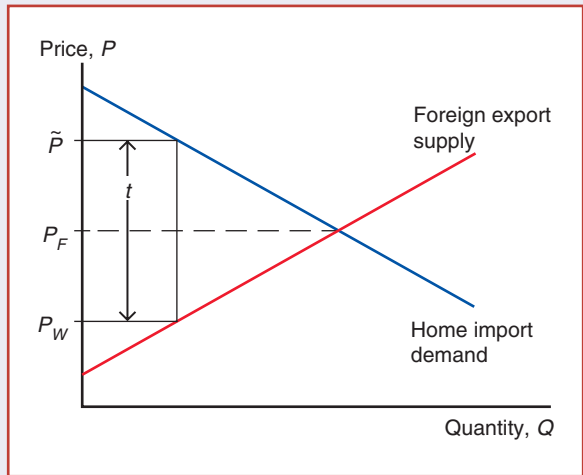 Price, P
Foreign export
supply
P̃
t
P_F
P_W
Home import
demand
Quantity, Q